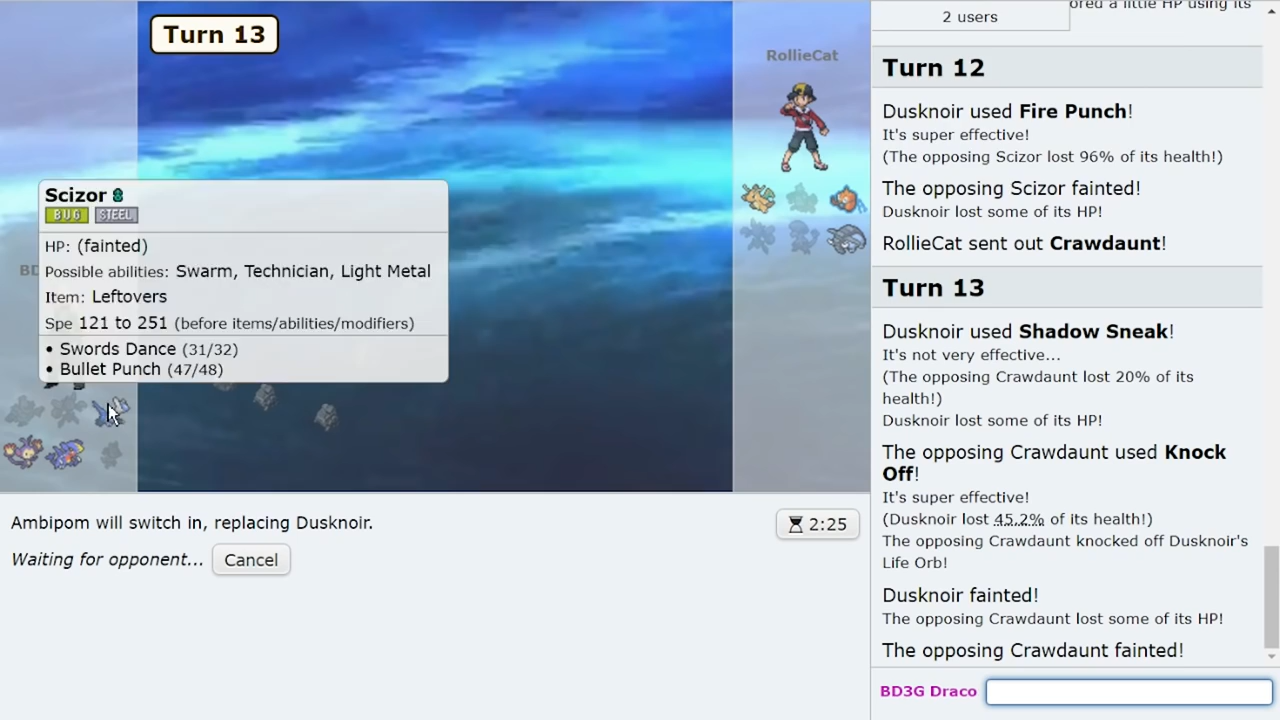 Turn 13
RollieCat
Scizor
BUG STEEL
HP: (fainted)
Possible abilities: Swarm, Technician, Light Metal
Item: Leftovers
Spe 121 to 251 (before items/abilities/modifiers)
• Swords Dance (31/32)
• Bullet Punch (47/48)
BD
Ambipom will switch in, replacing Dusknoir.
2:25
Waiting for opponent... Cancel
ored a little HP using its
2 users
Turn 12
Dusknoir used Fire Punch!
It's super effective!
(The opposing Scizor lost 96% of its health!)
The opposing Scizor fainted!
Dusknoir lost some of its HP!
RollieCat sent out Crawdaunt!
Turn 13
Dusknoir used Shadow Sneak!
It's not very effective...
(The opposing Crawdaunt lost 20% of its
health!)
Dusknoir lost some of its HP!
The opposing Crawdaunt used Knock
Off!
It's super effective!
(Dusknoir lost 45.2% of its health!)
The opposing Crawdaunt knocked off Dusknoir's
Life Orb!
Dusknoir fainted!
The opposing Crawdaunt lost some of its HP!
The opposing Crawdaunt fainted!
BD3G Draco